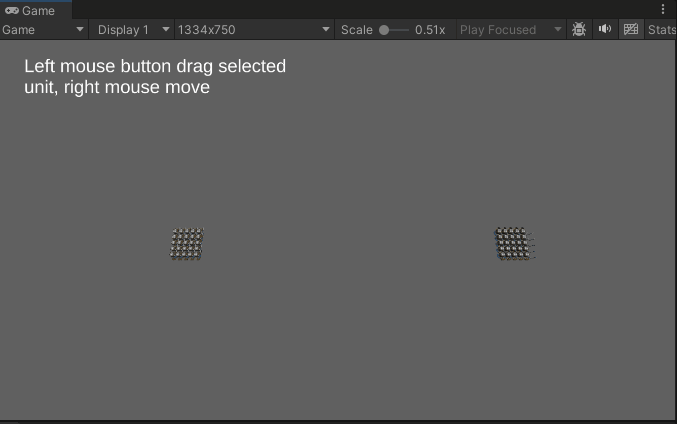 Game
Game Display 1 1334x750 Scale 0.51x Play Focused Stats
Left mouse button drag selected
unit, right mouse move